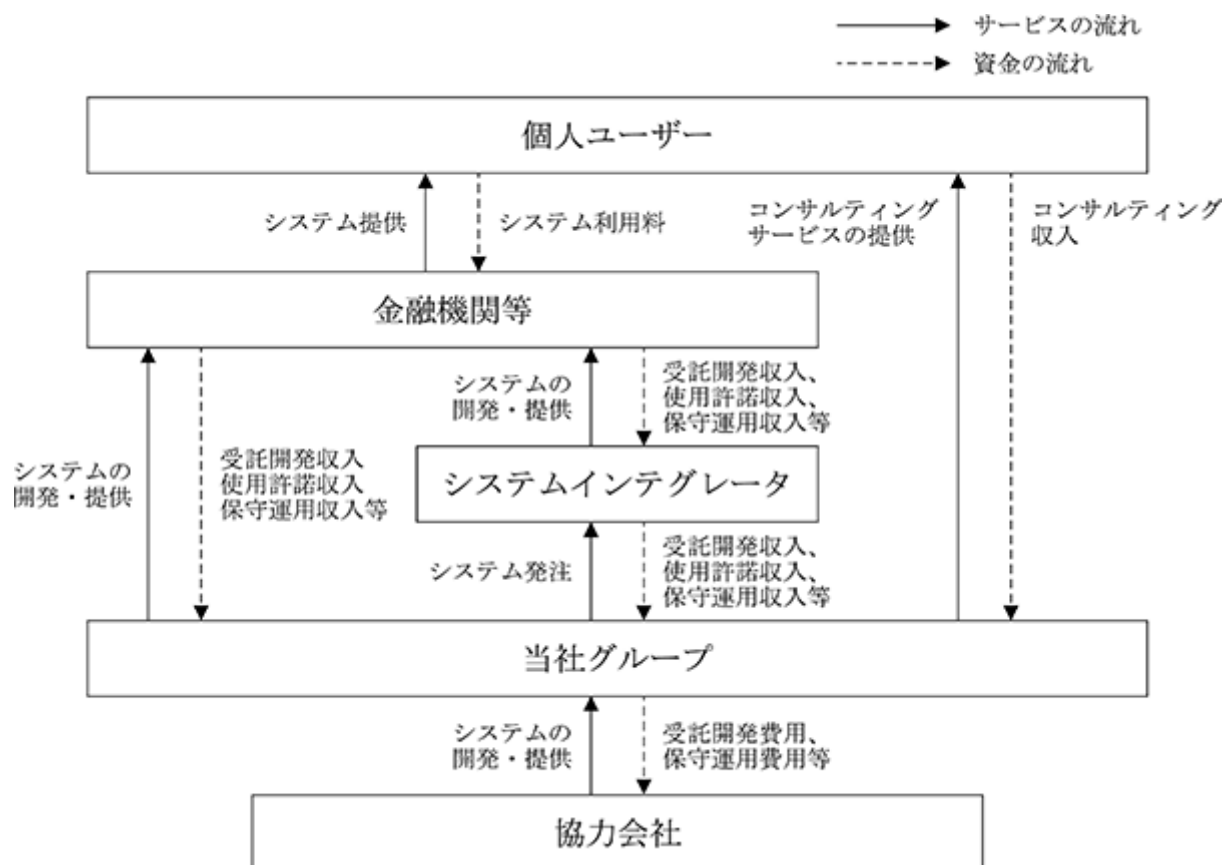 サービスの流れ
資金の流れ
個人ユーザー
システム提供
システム利用料
コンサルティング
サービスの提供
コンサルティング
収入
金融機関等
システムの
開発・提供
受託開発収入、
使用許諾収入、
保守運用収入等
システムの
開発・提供
受託開発収入
使用許諾収入
保守運用収入等
システムインテグレータ
システム発注
受託開発収入、
使用許諾収入、
保守運用収入等
当社グループ
システムの
開発・提供
受託開発費用、
保守運用費用等
協力会社